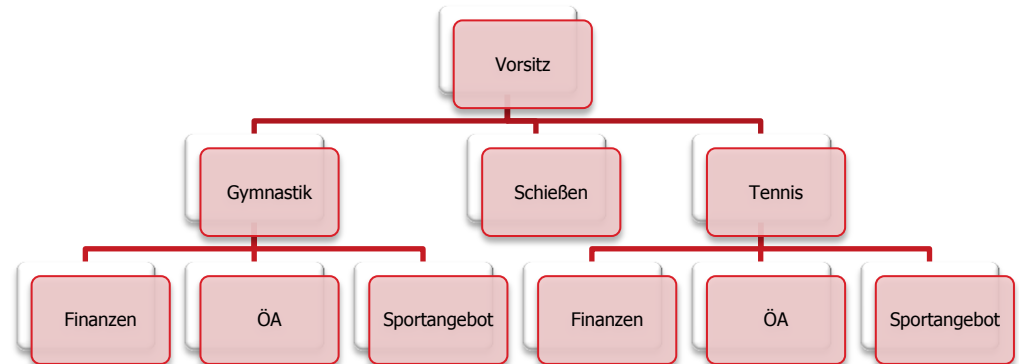 Vorsitz
Gymnastik
Schießen
Tennis
Finanzen
ÖA
Sportangebot
Finanzen
ÖA
Sportangebot